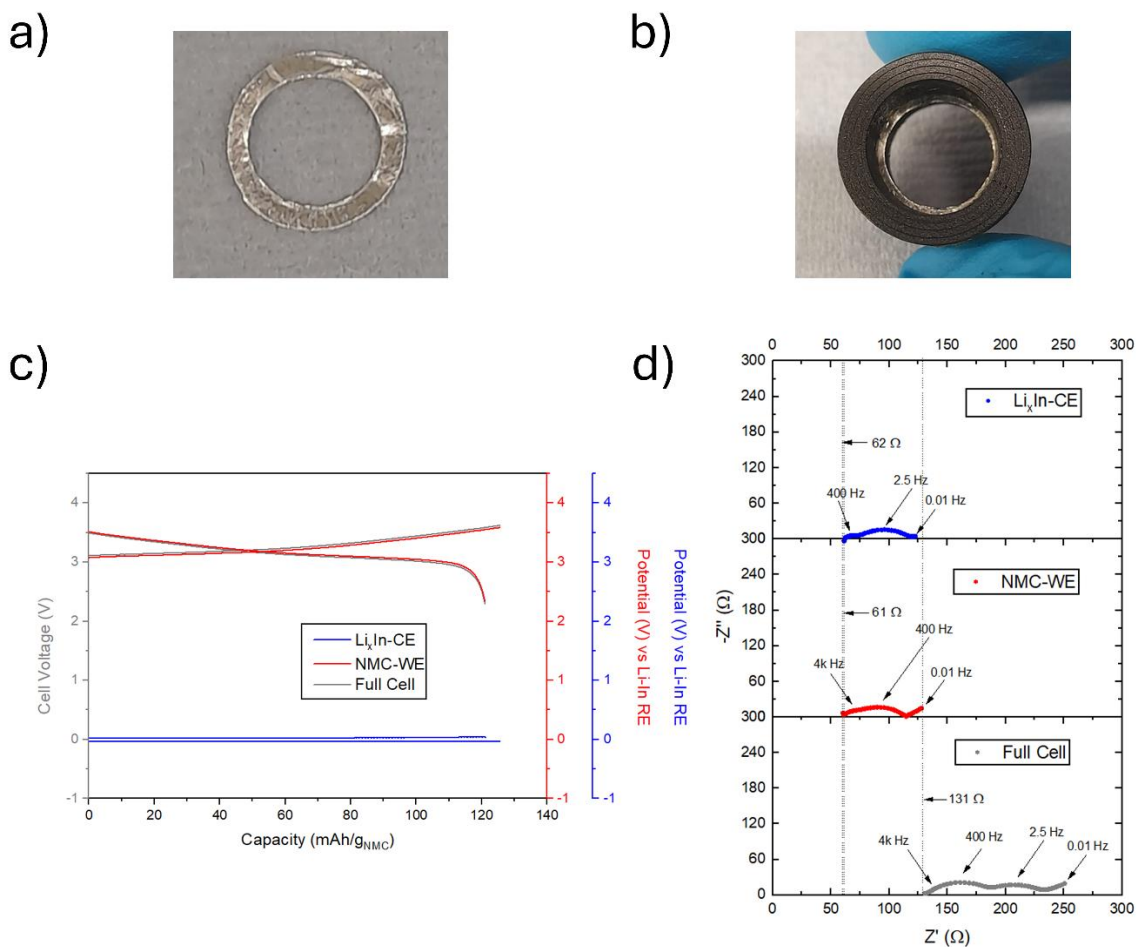 a)
b)
c)
4
3
2
1
0
-1
Cell Voltage (V)
0 20 40 60 80 100 120 140
Capacity (mAh/gNMC)
LixIn-CE
NMC-WE
Full Cell
4
3
2
1
0
-1
Potential (V) vs Li-In RE
4
3
2
1
0
-1
Potential (V) vs Li-In RE
d)
0 50 100 150 200 250 300
300
240
180
120
60
300
240
180
120
60
300
240
180
120
60
0
-Z'' (Ω)
LixIn-CE
62 Ω
400 Hz
2.5 Hz
0.01 Hz
NMC-WE
61 Ω
4k Hz
400 Hz
0.01 Hz
Full Cell
131 Ω
4k Hz
400 Hz
2.5 Hz
0.01 Hz
0 50 100 150 200 250 300
Z' (Ω)